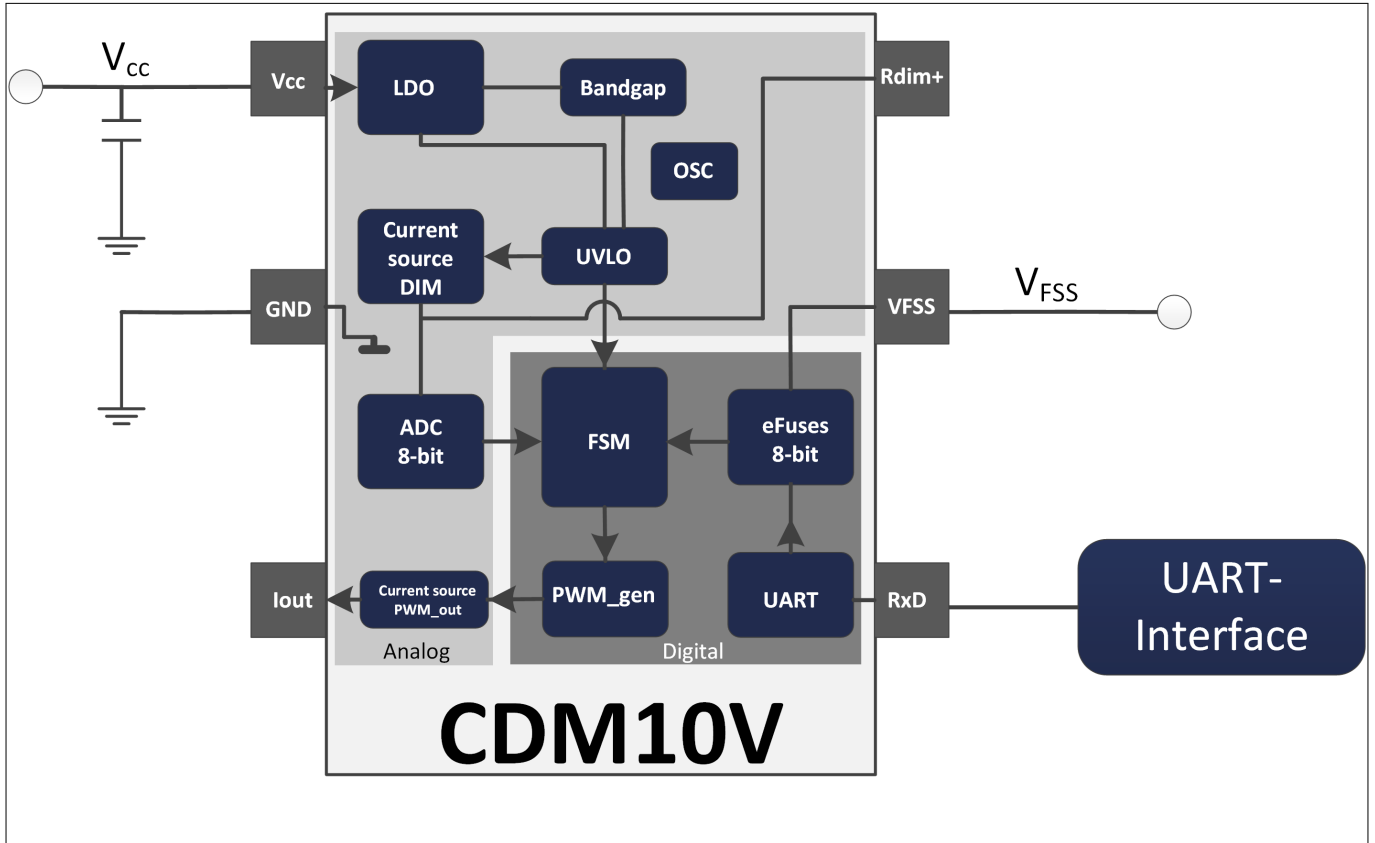 Vcc
Vcc
LDO
Bandgap
Rdim+
OSC
Current
source
DIM
UVLO
GND
VFSS
VFSS
ADC
8-bit
FSM
eFuses
8-bit
Iout
Current source
PWM_out
PWM_gen
UART
RxD
UART-
Interface
Analog
Digital
CDM10V